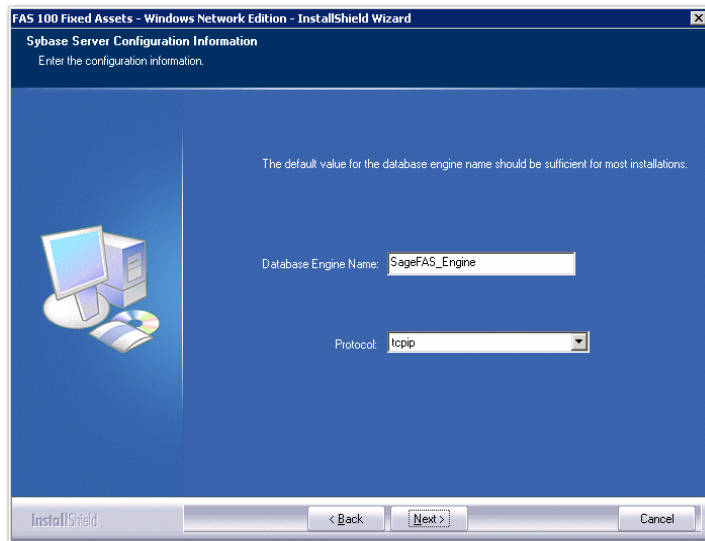 FAS 100 Fixed Assets - Windows Network Edition - InstallShield Wizard
Sybase Server Configuration Information
Enter the configuration information.
The default value for the database engine name should be sufficient for most installations.
Database Engine Name: SageFAS_Engine
Protocol: tcpip
InstallShield
< Back Next > Cancel